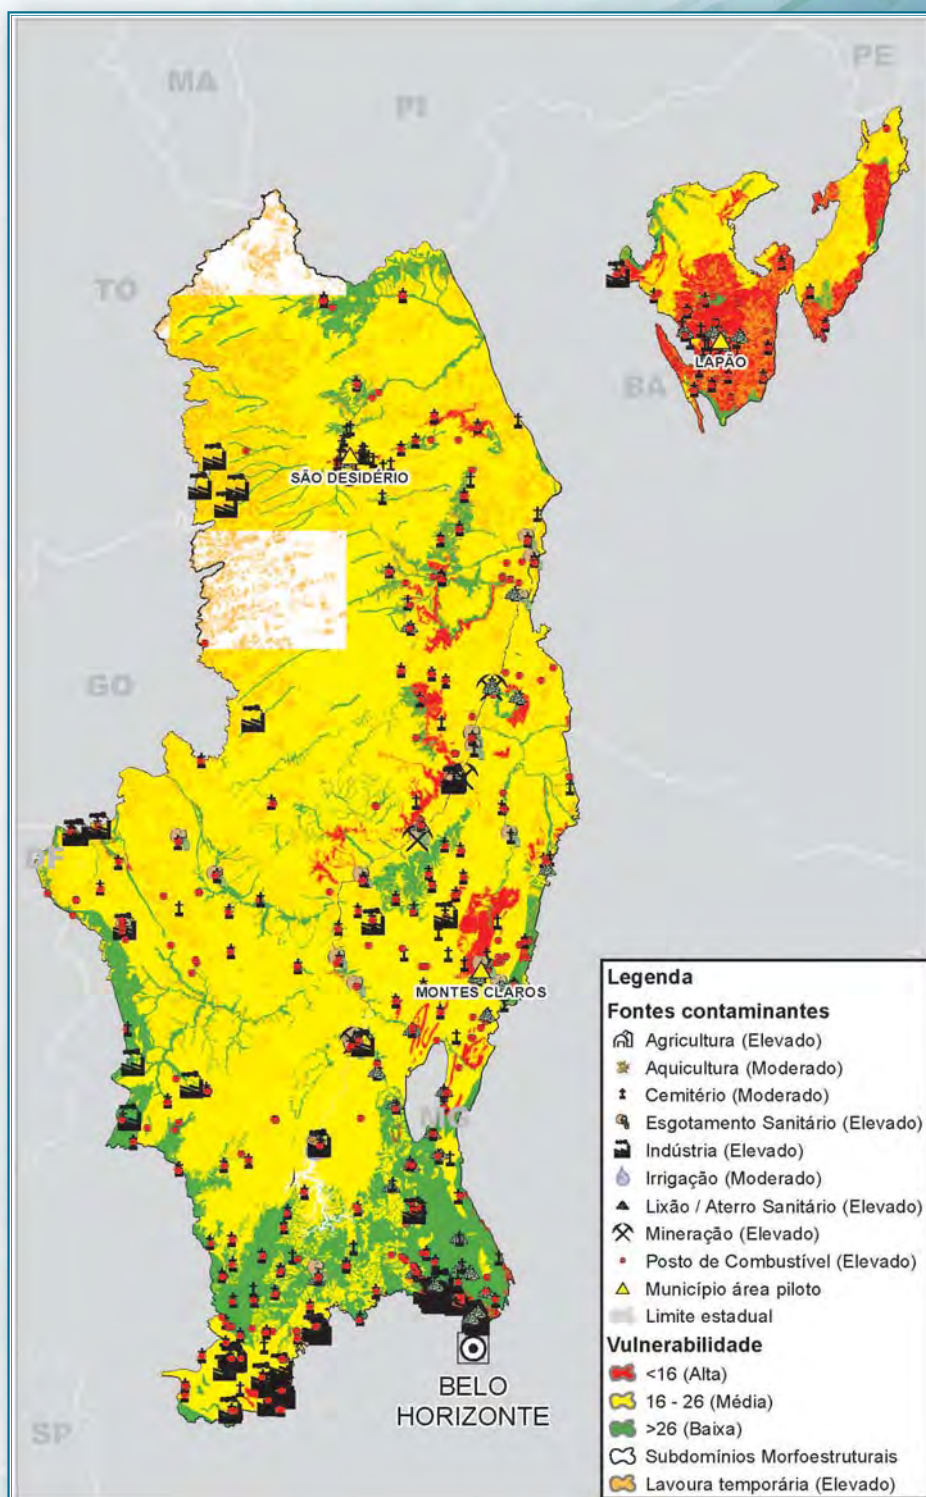 MA
PI
PE
TO
BA
LAPÃO
SÃO DESIDÉRIO
GO
DF
MONTES CLAROS
MG
BELO
HORIZONTE
SP
Legenda
Fontes contaminantes
Agricultura (Elevado)
Aquicultura (Moderado)
Cemitério (Moderado)
Esgotamento Sanitário (Elevado)
Indústria (Elevado)
Irrigação (Moderado)
Lixão / Aterro Sanitário (Elevado)
Mineração (Elevado)
Posto de Combustível (Elevado)
Município área piloto
Limite estadual
Vulnerabilidade
<16 (Alta)
16 - 26 (Média)
>26 (Baixa)
Subdomínios Morfoestruturais
Lavoura temporária (Elevado)